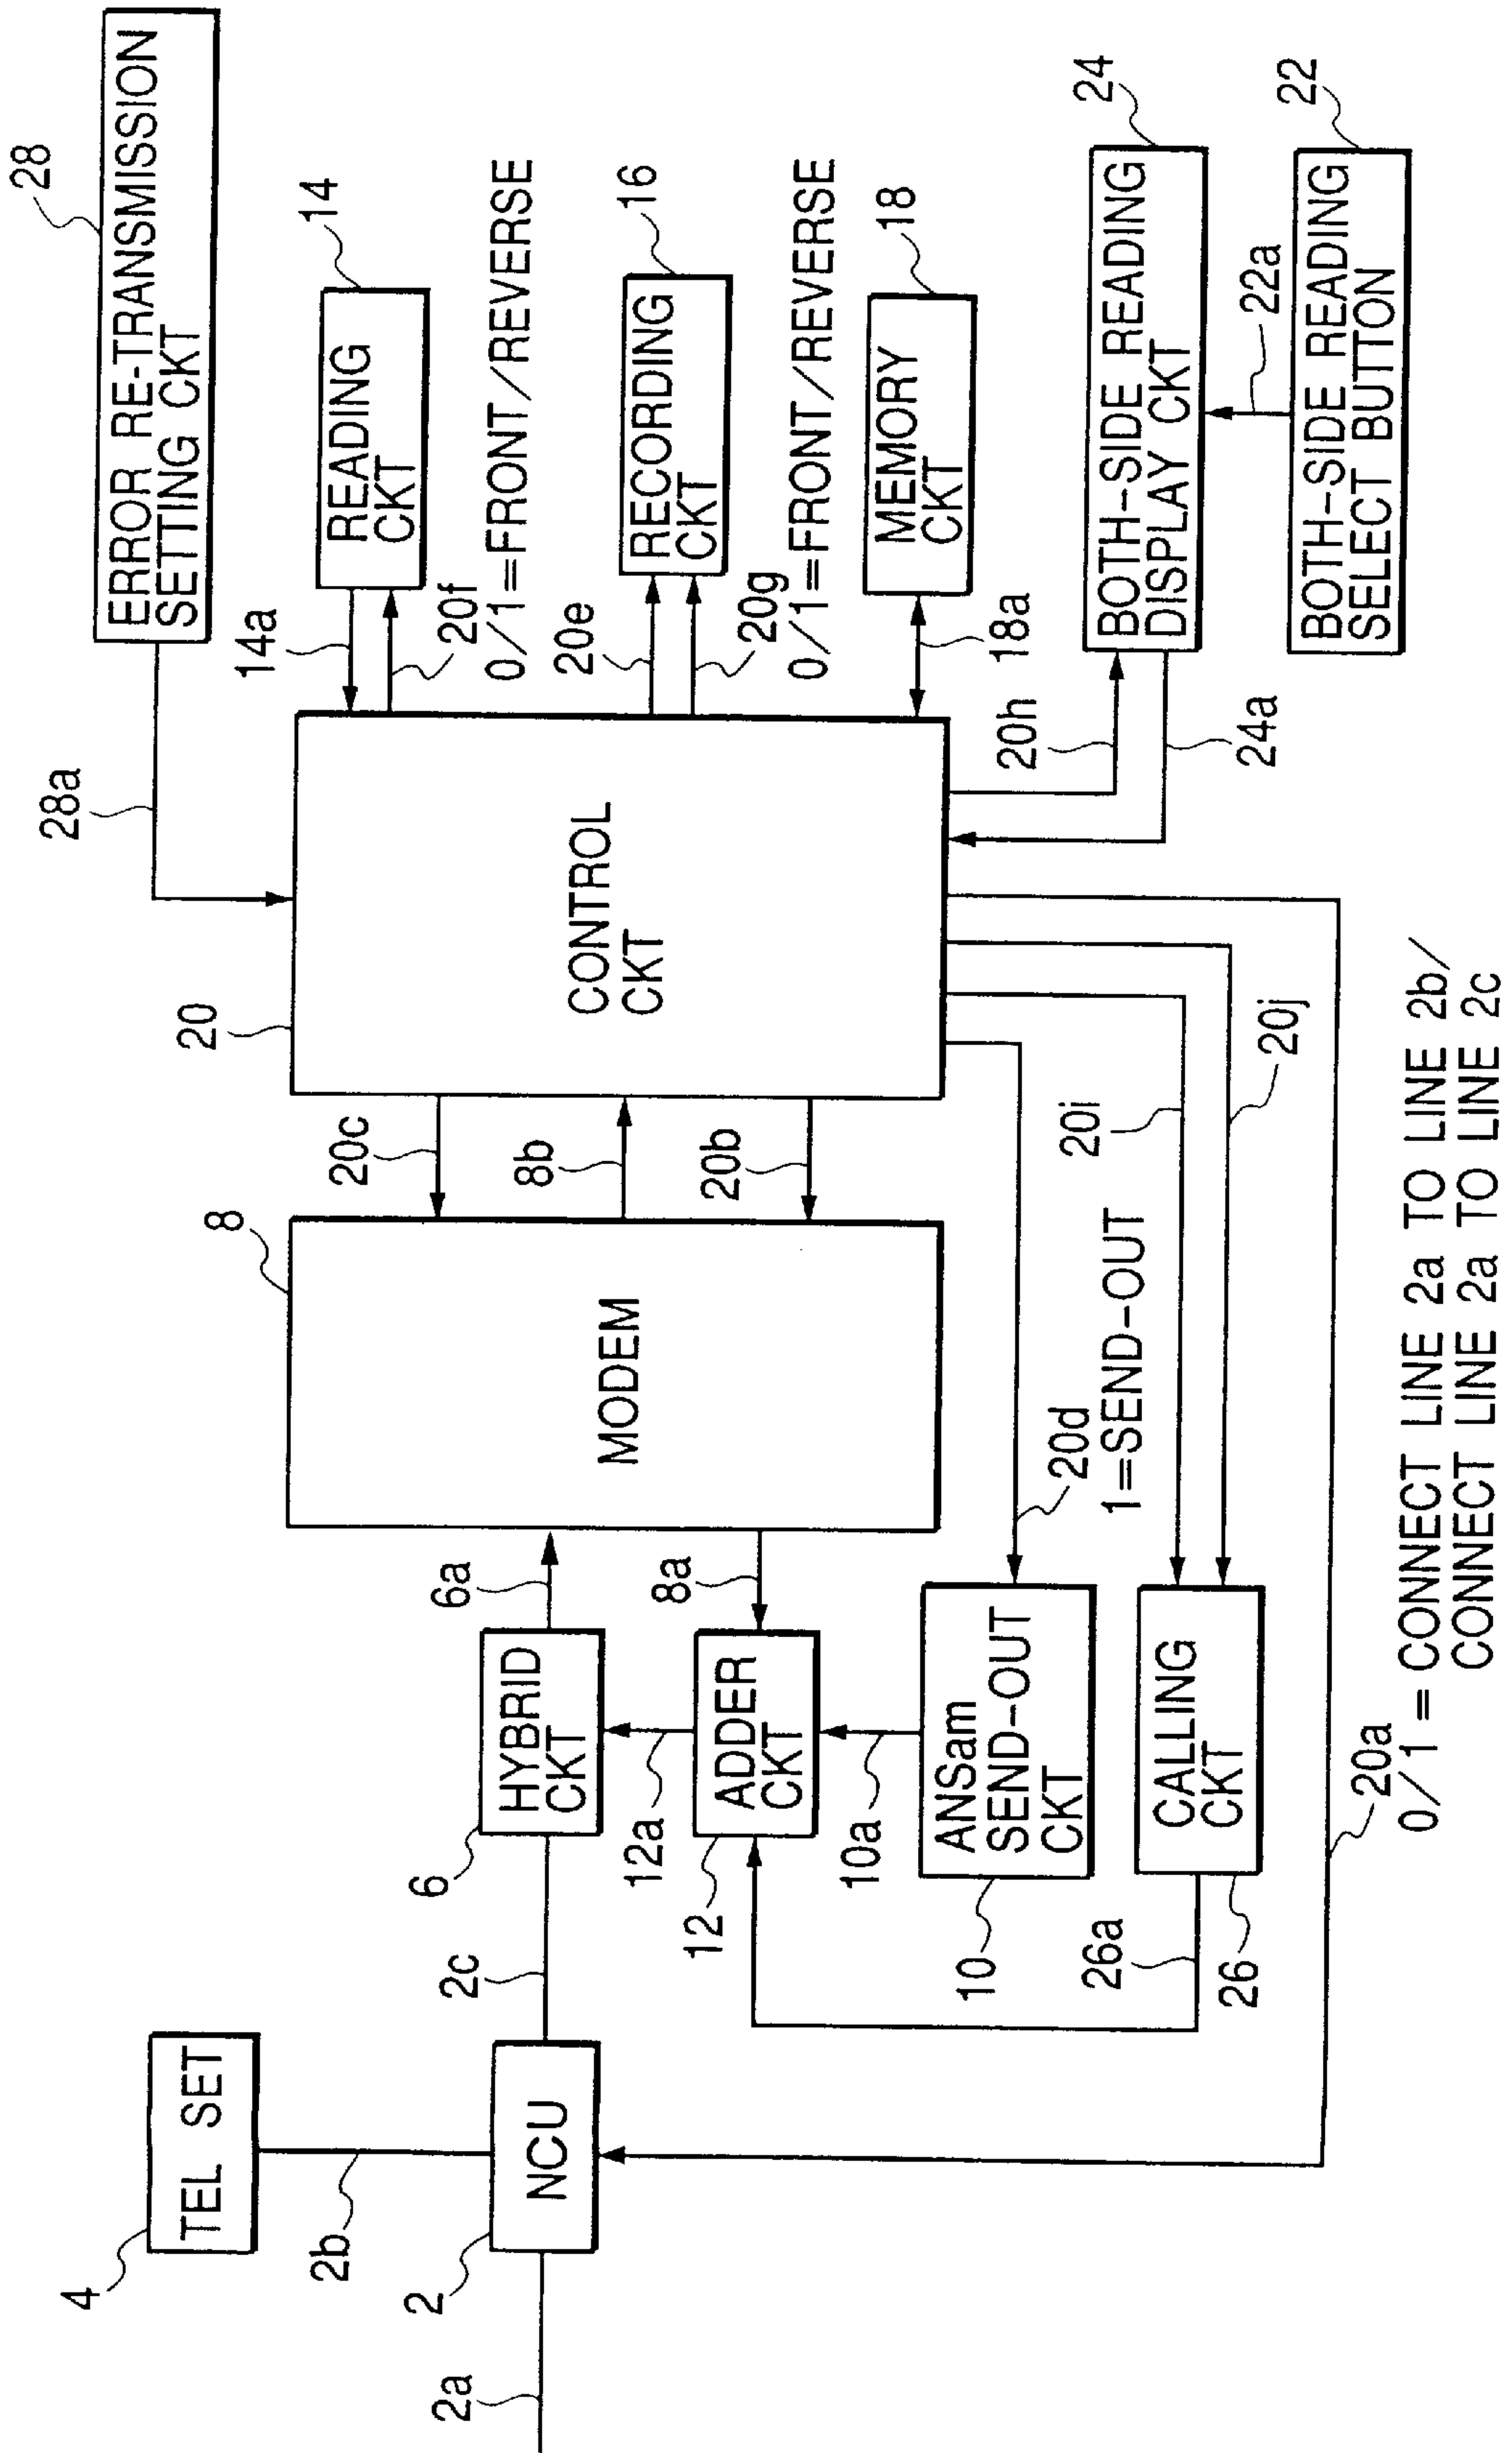 28
ERROR RE-TRANSMISSION
SETTING CKT
28a
14
READING
CKT
14a
20f
0/1=FRONT/REVERSE
16
RECORDING
CKT
20e
20g
0/1=FRONT/REVERSE
18
MEMORY
CKT
18a
24
BOTH-SIDE READING
DISPLAY CKT
20h
24a
22a
22
BOTH-SIDE READING
SELECT BUTTON
20
CONTROL
CKT
20c
8b
20b
8
MODEM
6a
8a
6
HYBRID
CKT
12a
12
ADDER
CKT
10a
10
ANSam
SEND-OUT
CKT
20d
1=SEND-OUT
20i
20j
26
CALLING
CKT
26a
4
TEL SET
2b
2
NCU
2c
2a
20a
0/1 = CONNECT LINE 2a TO LINE 2b/
CONNECT LINE 2a TO LINE 2c